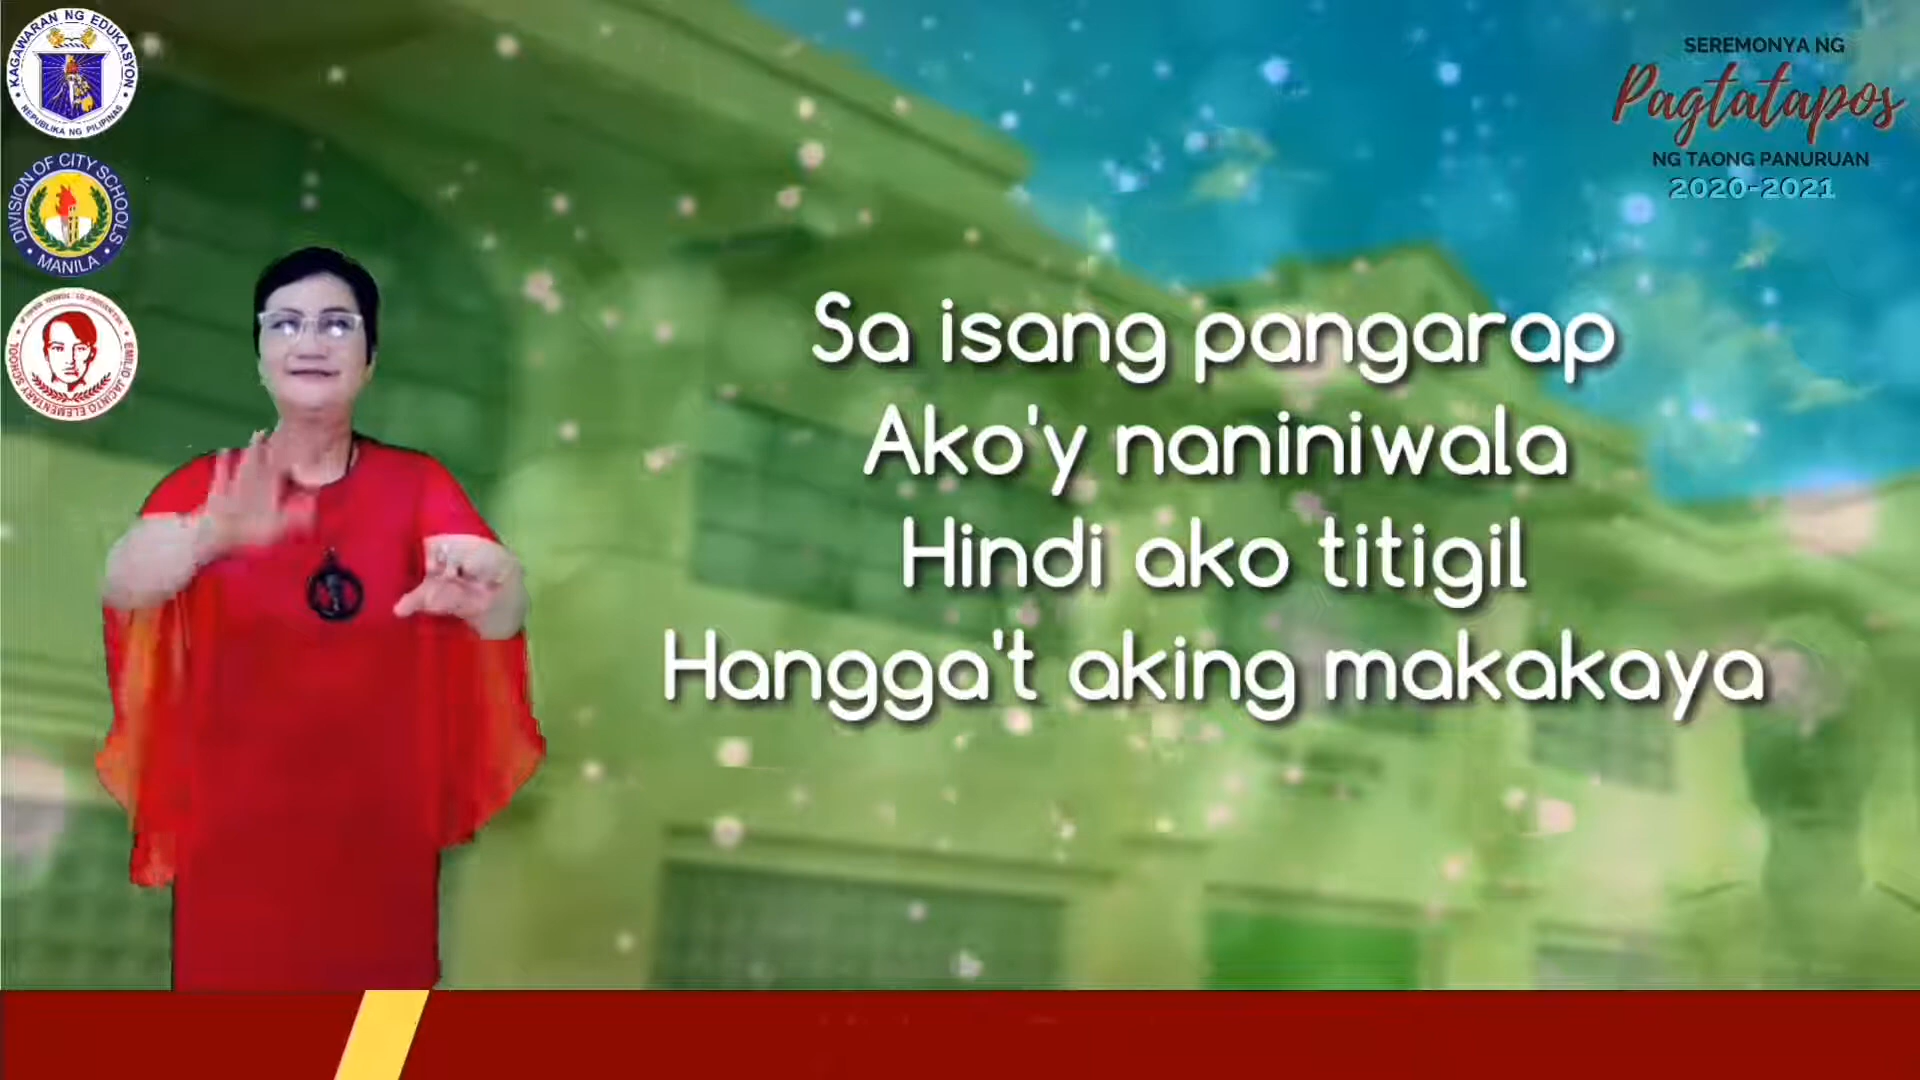 KAGAWARAN NG EDUKASYON
REPUBLIKA NG PILIPINAS
DIVISION OF CITY SCHOOLS
MANILA
EMILIO JACINTO ELEMENTARY SCHOOL
SEREMONYA NG
Pagtatapos
NG TAONG PANURUAN
2020-2021
Sa isang pangarap
Ako'y naniniwala
Hindi ako titigil
Hangga't aking makakaya